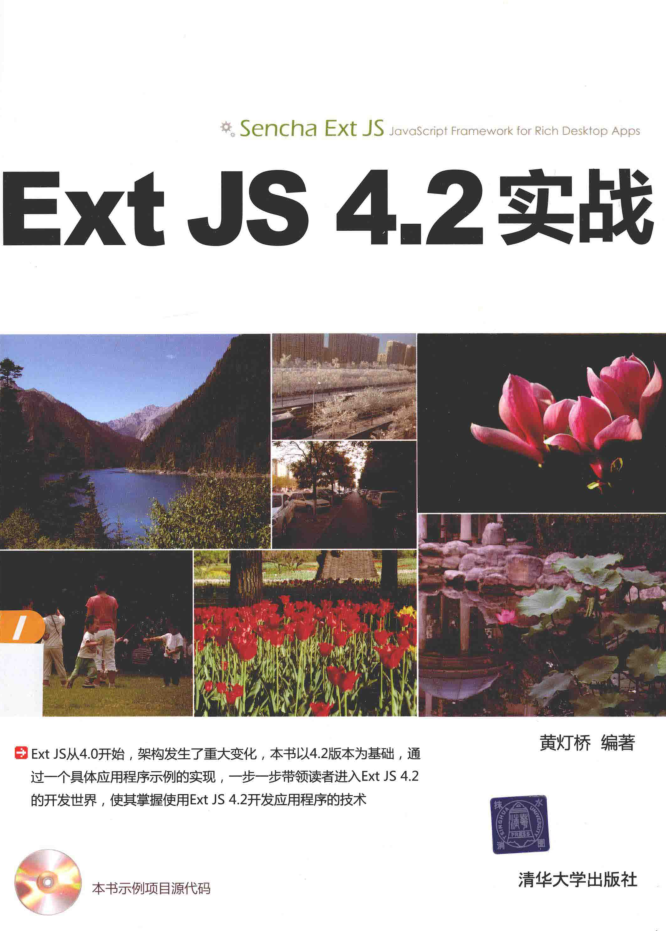 Sencha Ext JS JavaScript Framework for Rich Desktop Apps
Ext JS 4.2实战
黄灯桥 编著
Ext JS从4.0开始，架构发生了重大变化，本书以4.2版本为基础，通
过一个具体应用程序示例的实现，一步一步带领读者进入Ext JS 4.2
的开发世界，使其掌握使用Ext JS 4.2开发应用程序的技术
本书示例项目源代码
清华大学出版社